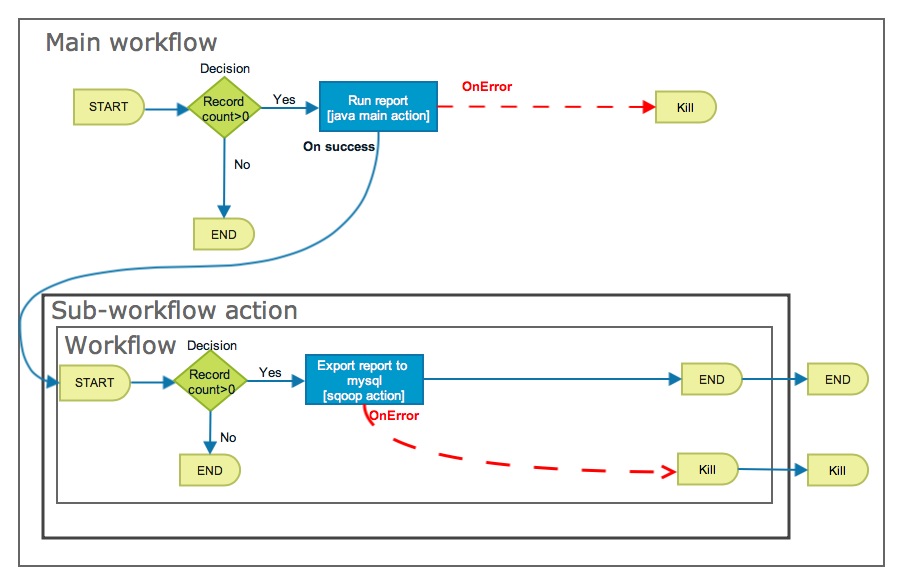 Main workflow
Decision
START
Record
count>0
Yes
Run report
[java main action]
OnError
Kill
On success
No
END
Sub-workflow action
Workflow
Decision
START
Record
count>0
Yes
Export report to
mysql
[sqoop action]
END
END
OnError
No
END
Kill
Kill